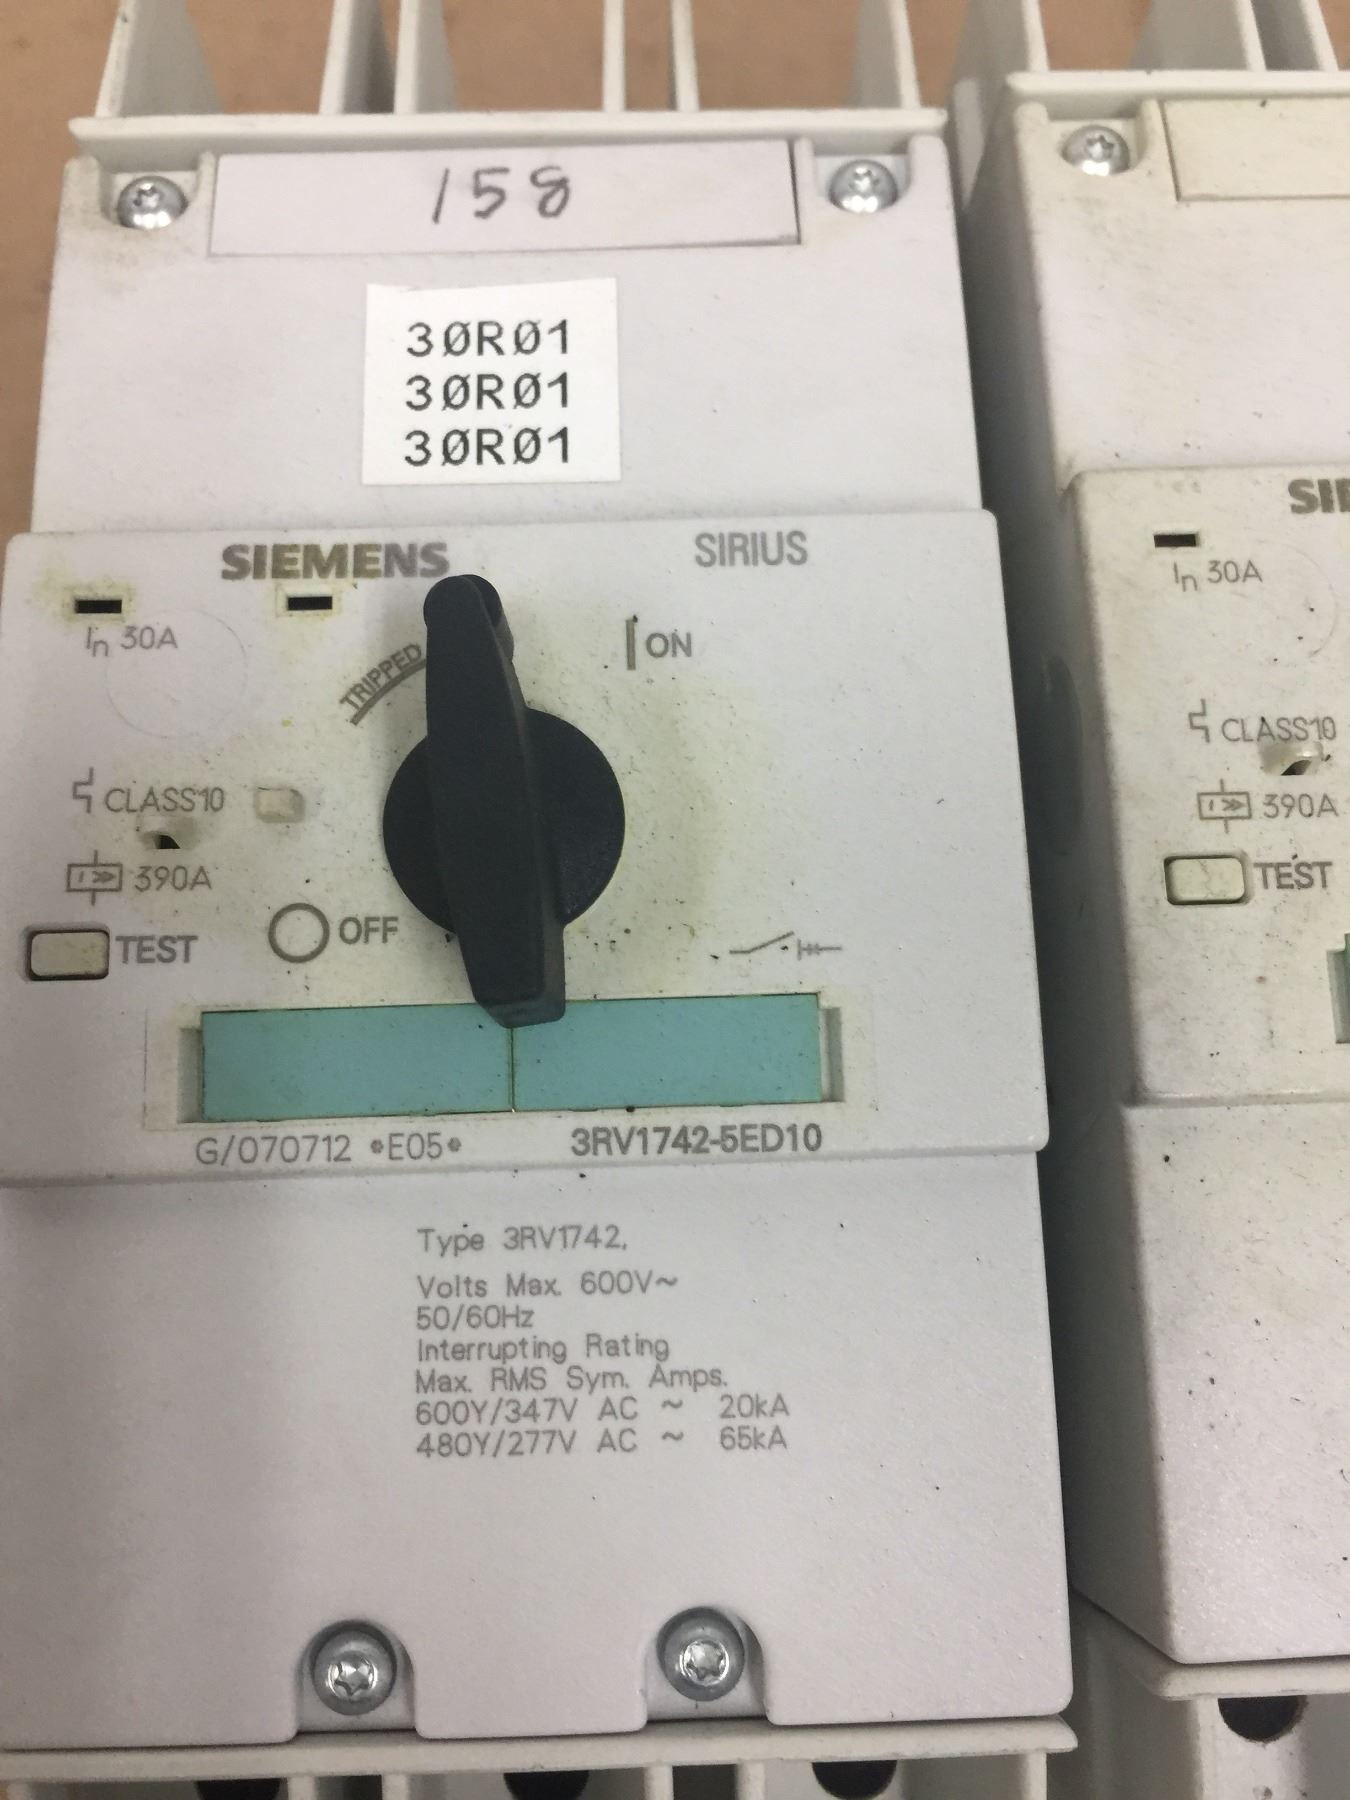 158
30R01
30R01
30R01
SIEMENS SIRIUS
In 30A
TRIPPED
ON
CLASS10
390A
TEST
OFF
G/070712 *E05* 3RV1742-5ED10
Type 3RV1742,
Volts Max. 600V~
50/60Hz
Interrupting Rating
Max. RMS Sym. Amps.
600Y/347V AC ~ 20kA
480Y/277V AC ~ 65kA
SIE
In 30A
CLASS10
390A
TEST